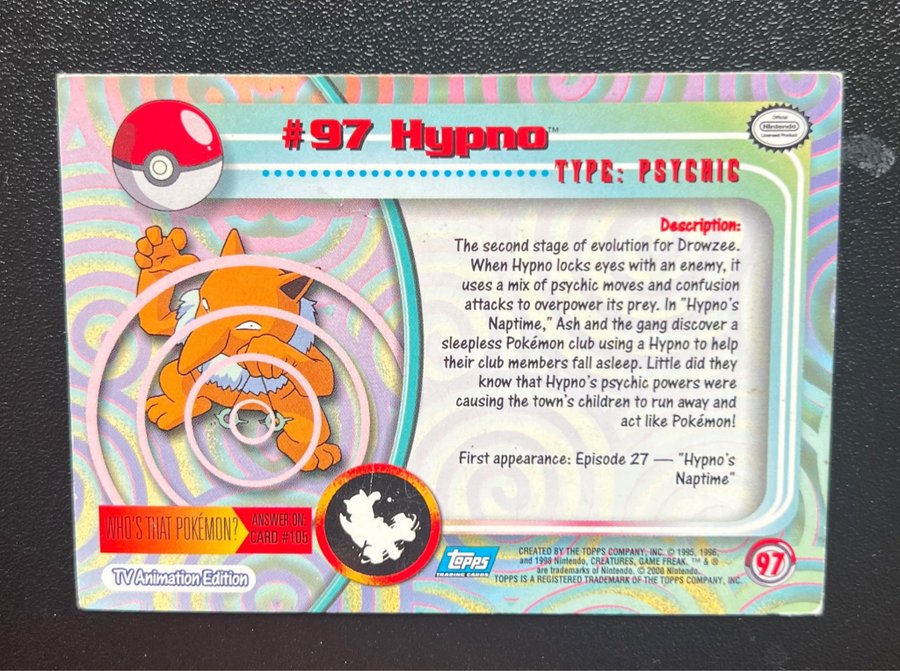 #97 Hypno™
Official
Nintendo
Licensed Product
TYPE: PSYCHIC
Description:
The second stage of evolution for Drowzee.
When Hypno locks eyes with an enemy, it
uses a mix of psychic moves and confusion
attacks to overpower its prey. In "Hypno's
Naptime," Ash and the gang discover a
sleepless Pokémon club using a Hypno to help
their club members fall asleep. Little did they
know that Hypno's psychic powers were
causing the town's children to run away and
act like Pokémon!
First appearance: Episode 27 — "Hypno's
Naptime"
WHO'S THAT POKÉMON?
ANSWER ON:
CARD #105
TV Animation Edition
topps
TRADING CARDS
CREATED BY THE TOPPS COMPANY, INC. © 1995, 1996,
and 1998 Nintendo, CREATURES, GAME FREAK. ™ & ®
are trademarks of Nintendo. © 2000 Nintendo.
TOPPS IS A REGISTERED TRADEMARK OF THE TOPPS COMPANY, INC.
97